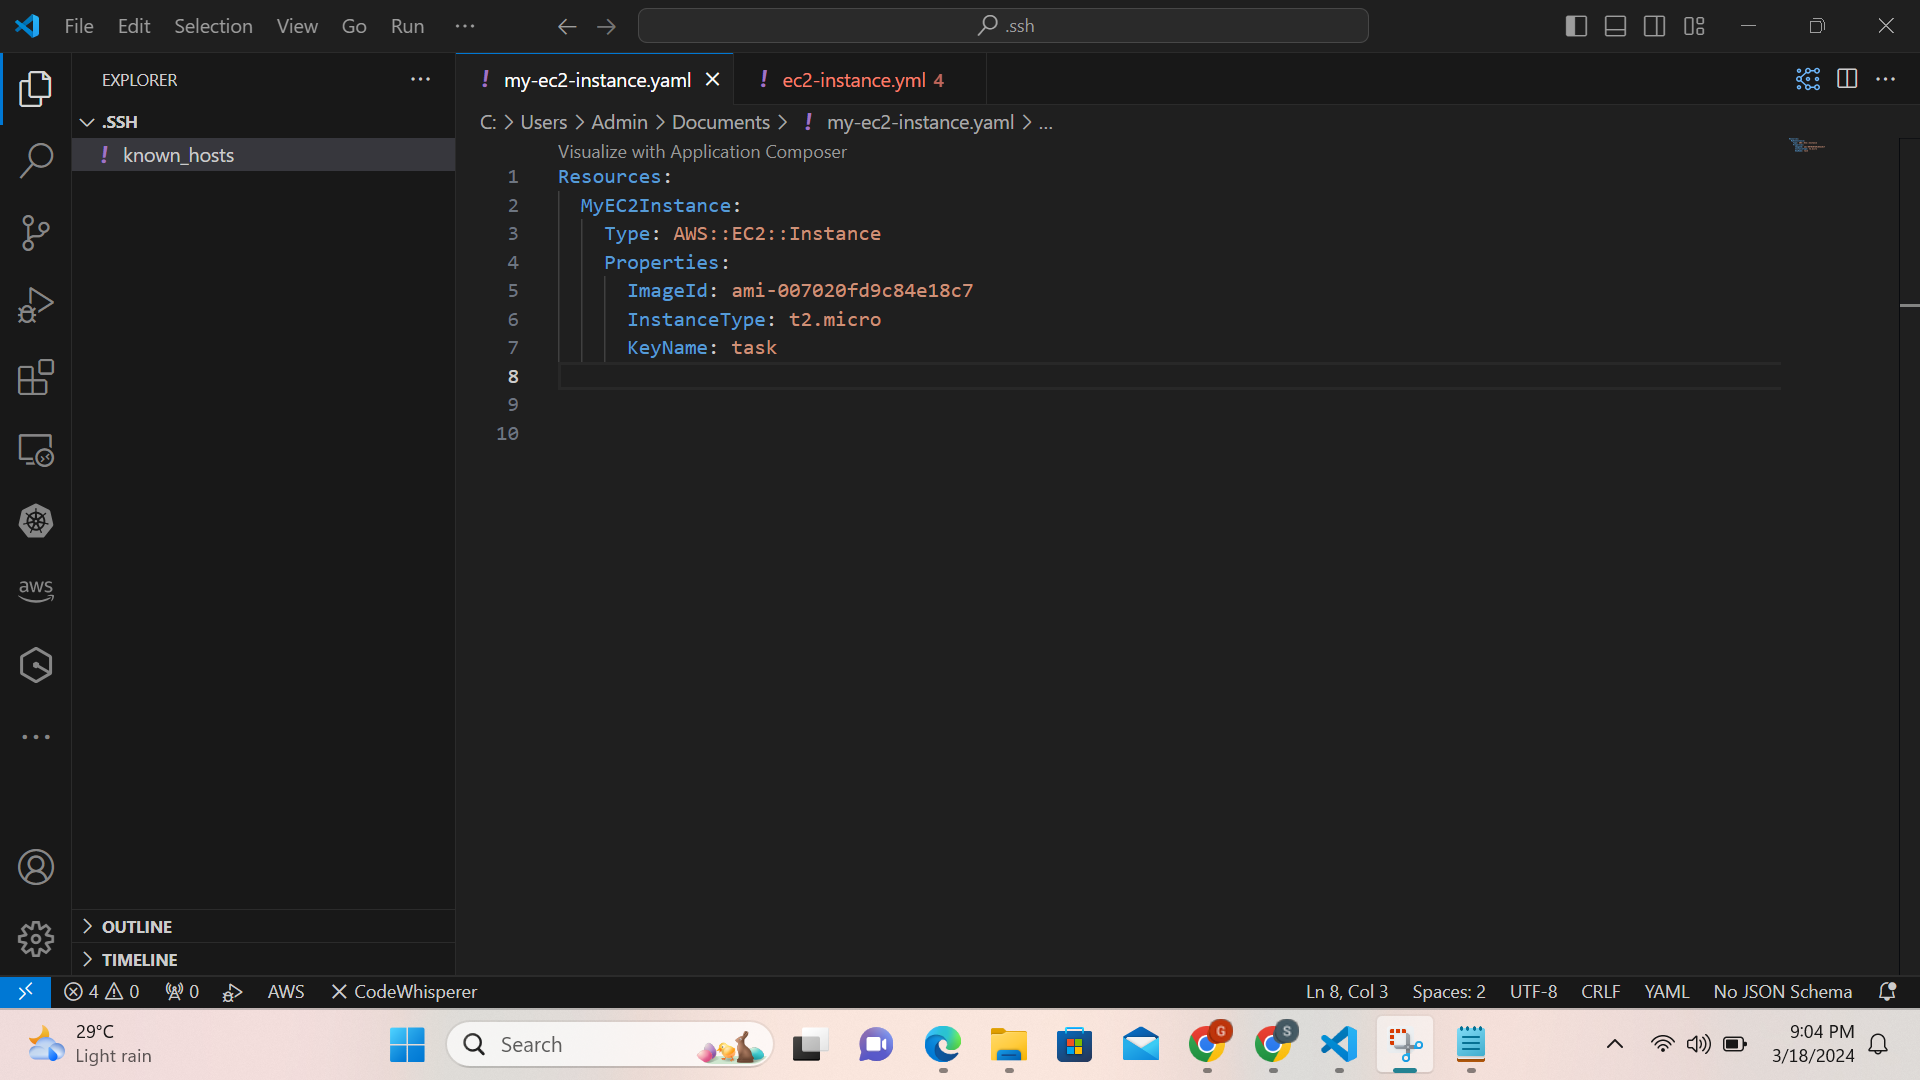 File Edit Selection View Go Run ···
.ssh
EXPLORER ···
! my-ec2-instance.yaml ×
! ec2-instance.yml 4
.SSH
! known_hosts
C: > Users > Admin > Documents > ! my-ec2-instance.yaml > ...
Visualize with Application Composer
1 Resources:
2 MyEC2Instance:
3 Type: AWS::EC2::Instance
4 Properties:
5 ImageId: ami-007020fd9c84e18c7
6 InstanceType: t2.micro
7 KeyName: task
8
9
10
aws
OUTLINE
TIMELINE
4 0 0 AWS CodeWhisperer
Ln 8, Col 3 Spaces: 2 UTF-8 CRLF YAML No JSON Schema
29°C
Light rain
Search
G
S
9:04 PM
3/18/2024